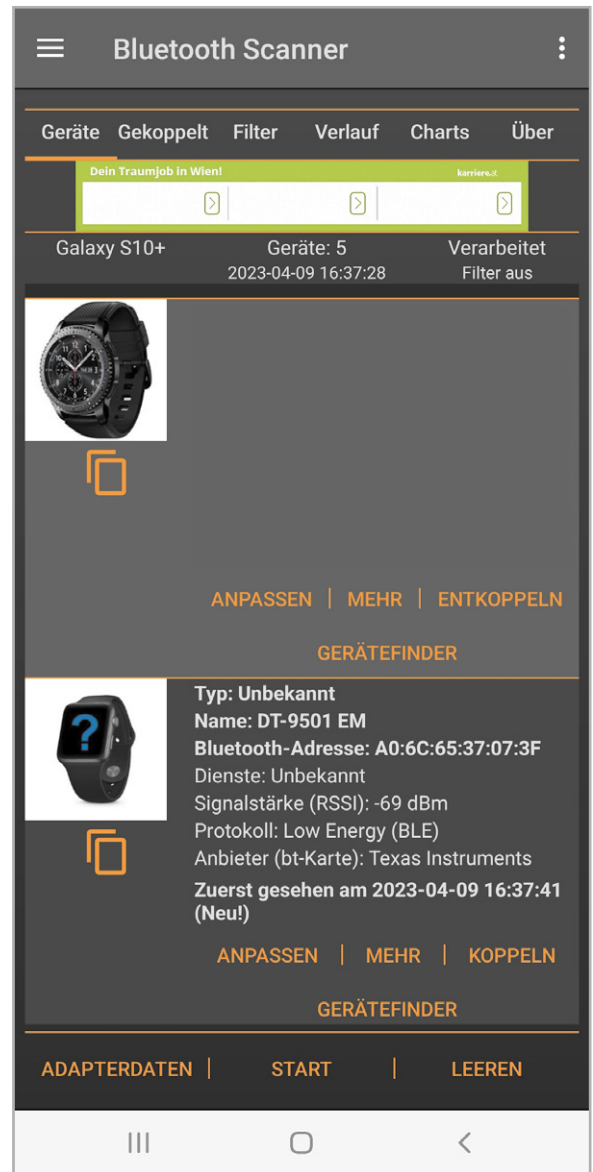 Bluetooth Scanner
Geräte Gekoppelt Filter Verlauf Charts Über
Dein Traumjob in Wien! karriere.at
Galaxy S10+ Geräte: 5 Verarbeitet
2023-04-09 16:37:28 Filter aus
ANPASSEN | MEHR | ENTKOPPELN
GERÄTEFINDER
Typ: Unbekannt
Name: DT-9501 EM
Bluetooth-Adresse: A0:6C:65:37:07:3F
Dienste: Unbekannt
Signalstärke (RSSI): -69 dBm
Protokoll: Low Energy (BLE)
Anbieter (bt-Karte): Texas Instruments
Zuerst gesehen am 2023-04-09 16:37:41
(Neu!)
ANPASSEN | MEHR | KOPPELN
GERÄTEFINDER
ADAPTERDATEN | START | LEEREN